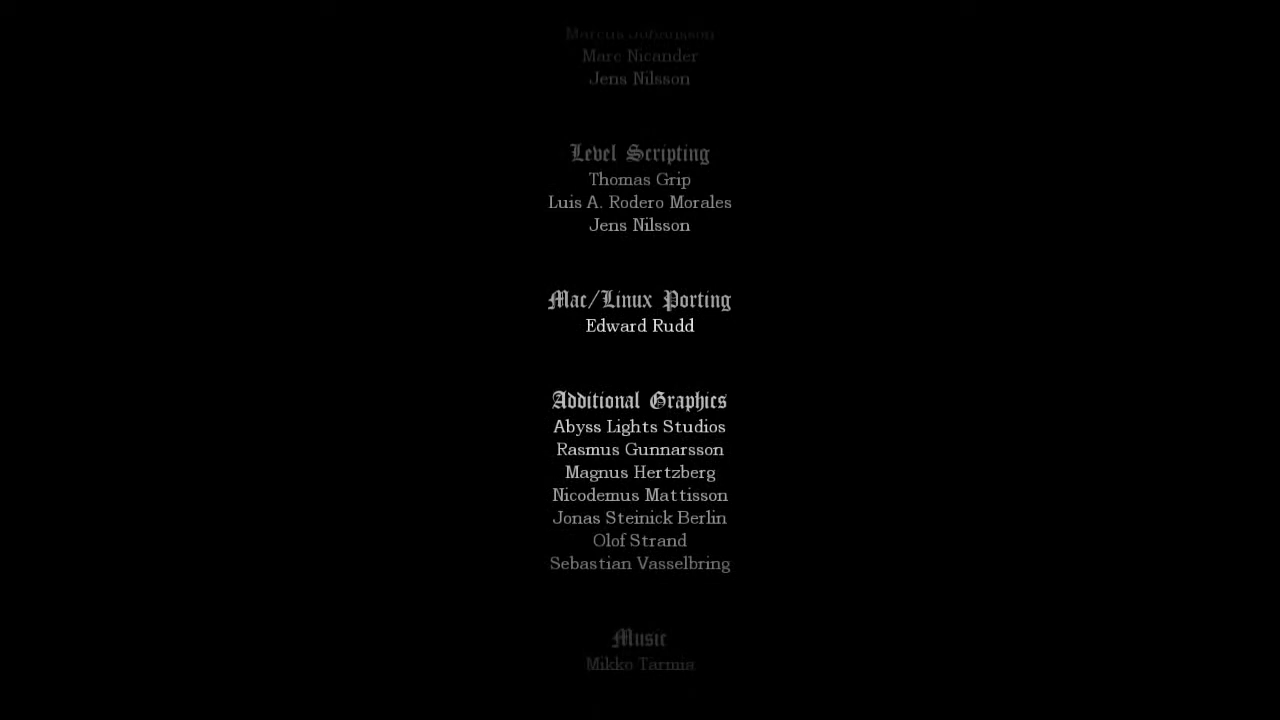 Marcus Johansson
Marc Nicander
Jens Nilsson
Level Scripting
Thomas Grip
Luis A. Rodero Morales
Jens Nilsson
Mac/Linux Porting
Edward Rudd
Additional Graphics
Abyss Lights Studios
Rasmus Gunnarsson
Magnus Hertzberg
Nicodemus Mattisson
Jonas Steinick Berlin
Olof Strand
Sebastian Vasselbring
Music
Mikko Tarmia